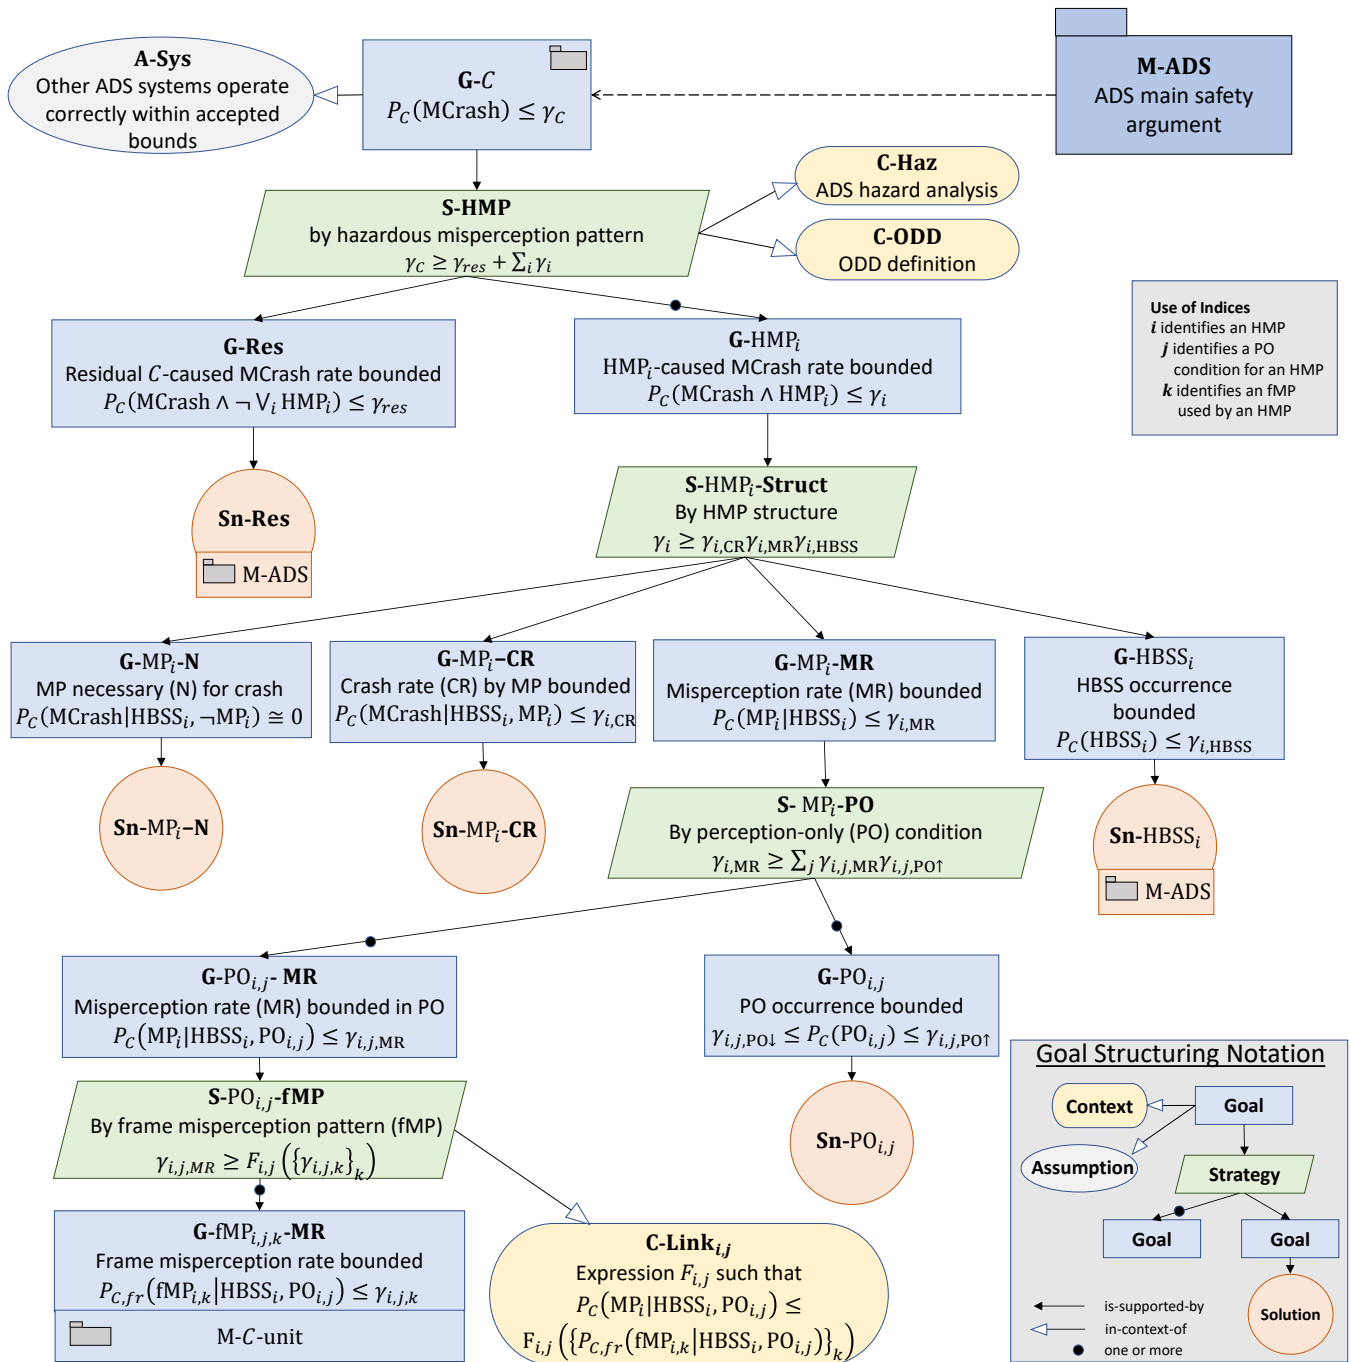 A-Sys
Other ADS systems operate
correctly within accepted
bounds
G-C
P_C(MCrash) ≤ γ_C
M-ADS
ADS main safety
argument
C-Haz
ADS hazard analysis
S-HMP
by hazardous misperception pattern
γ_C ≥ γ_res + ∑_i γ_i
C-ODD
ODD definition
Use of Indices
i identifies an HMP
j identifies a PO
condition for an HMP
k identifies an fMP
used by an HMP
G-Res
Residual C-caused MCrash rate bounded
P_C(MCrash ∧ ¬ ⋁_i HMP_i) ≤ γ_res
G-HMP_i
HMP_i-caused MCrash rate bounded
P_C(MCrash ∧ HMP_i) ≤ γ_i
Sn-Res
M-ADS
S-HMP_i-Struct
By HMP structure
γ_i ≥ γ_i,CR γ_i,MR γ_i,HBSS
G-MP_i-N
MP necessary (N) for crash
P_C(MCrash|HBSS_i, ¬MP_i) ≅ 0
G-MP_i–CR
Crash rate (CR) by MP bounded
P_C(MCrash|HBSS_i, MP_i) ≤ γ_i,CR
G-MP_i-MR
Misperception rate (MR) bounded
P_C(MP_i|HBSS_i) ≤ γ_i,MR
G-HBSS_i
HBSS occurrence
bounded
P_C(HBSS_i) ≤ γ_i,HBSS
Sn-MP_i–N
Sn-MP_i-CR
S- MP_i-PO
By perception-only (PO) condition
γ_i,MR ≥ ∑_j γ_i,j,MR γ_i,j,PO↑
Sn-HBSS_i
M-ADS
G-PO_i,j- MR
Misperception rate (MR) bounded in PO
P_C(MP_i|HBSS_i, PO_i,j) ≤ γ_i,j,MR
G-PO_i,j
PO occurrence bounded
γ_i,j,PO↓ ≤ P_C(PO_i,j) ≤ γ_i,j,PO↑
S-PO_i,j-fMP
By frame misperception pattern (fMP)
γ_i,j,MR ≥ F_i,j ({γ_i,j,k}_k)
Sn-PO_i,j
G-fMP_i,j,k-MR
Frame misperception rate bounded
P_C,fr(fMP_i,k|HBSS_i, PO_i,j) ≤ γ_i,j,k
M-C-unit
C-Link_i,j
Expression F_i,j such that
P_C(MP_i|HBSS_i, PO_i,j) ≤
F_i,j ({P_C,fr(fMP_i,k|HBSS_i, PO_i,j)}_k)
Goal Structuring Notation
Context
Goal
Assumption
Strategy
Goal
Goal
Solution
is-supported-by
in-context-of
one or more